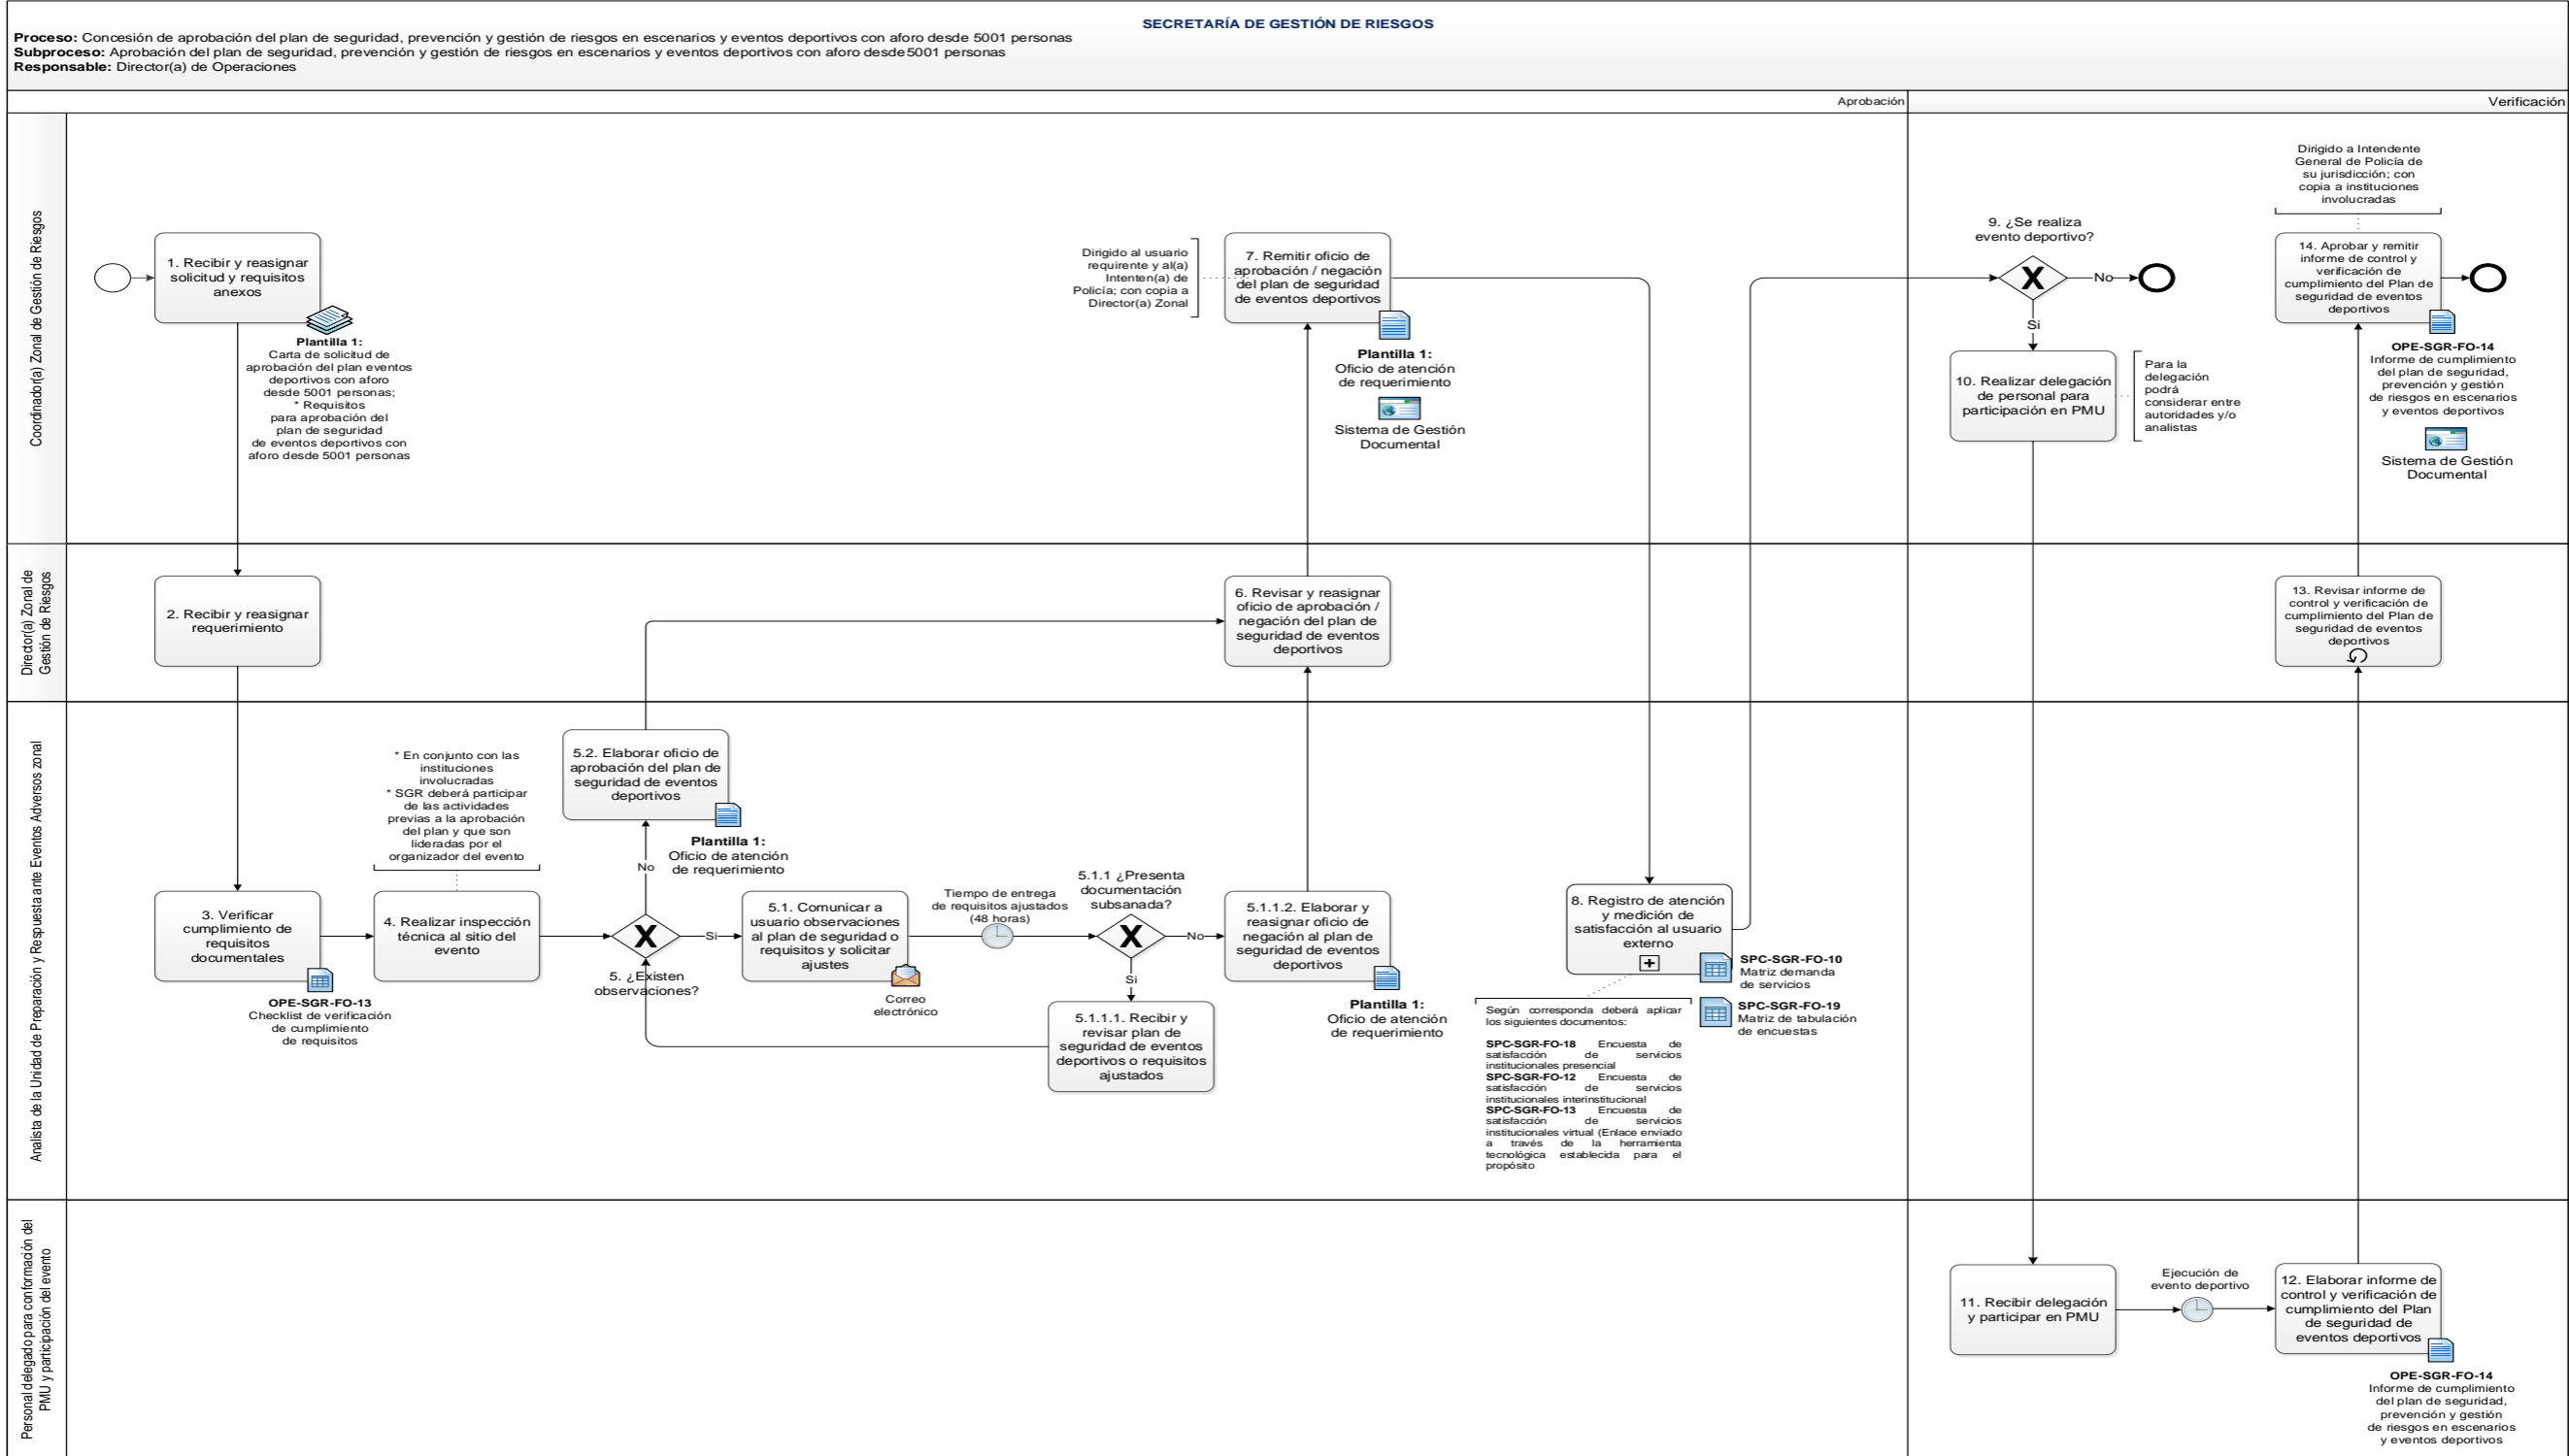 SECRETARÍA DE GESTIÓN DE RIESGOS
Proceso: Concesión de aprobación del plan de seguridad, prevención y gestión de riesgos en escenarios y eventos deportivos con aforo desde 5001 personas
Subproceso: Aprobación del plan de seguridad, prevención y gestión de riesgos en escenarios y eventos deportivos con aforo desde5001 personas
Responsable: Director(a) de Operaciones
Aprobación
Verificación
Coordinador(a) Zonal de Gestión de Riesgos
1. Recibir y reasignar
solicitud y requisitos
anexos
Plantilla 1:
Carta de solicitud de
aprobación del plan eventos
deportivos con aforo
desde 5001 personas;
* Requisitos
para aprobación del
plan de seguridad
de eventos deportivos con
aforo desde 5001 personas
Dirigido al usuario
requirente y al(a)
Intenten(a) de
Policía; con copia a
Director(a) Zonal
7. Remitir oficio de
aprobación / negación
del plan de seguridad
de eventos deportivos
Plantilla 1:
Oficio de atención
de requerimiento
Sistema de Gestión
Documental
9. ¿Se realiza
evento deportivo?
No
Si
10. Realizar delegación
de personal para
participación en PMU
Para la
delegación
podrá
considerar entre
autoridades y/o
analistas
Dirigido a Intendente
General de Policía de
su jurisdicción; con
copia a instituciones
involucradas
14. Aprobar y remitir
informe de control y
verificación de
cumplimiento del Plan de
seguridad de eventos
deportivos
OPE-SGR-FO-14
Informe de cumplimiento
del plan de seguridad,
prevención y gestión
de riesgos en escenarios
y eventos deportivos
Sistema de Gestión
Documental
Director(a) Zonal de
Gestión de Riesgos
2. Recibir y reasignar
requerimiento
6. Revisar y reasignar
oficio de aprobación /
negación del plan de
seguridad de eventos
deportivos
13. Revisar informe de
control y verificación de
cumplimiento del Plan de
seguridad de eventos
deportivos
Analista de la Unidad de Preparación y Respuesta ante Eventos Adversos zonal
3. Verificar
cumplimiento de
requisitos
documentales
OPE-SGR-FO-13
Checklist de verificación
de cumplimiento
de requisitos
* En conjunto con las
instituciones
involucradas
* SGR deberá participar
de las actividades
previas a la aprobación
del plan y que son
lideradas por el
organizador del evento
4. Realizar inspección
técnica al sitio del
evento
5.2. Elaborar oficio de
aprobación del plan de
seguridad de eventos
deportivos
Plantilla 1:
Oficio de atención
de requerimiento
No
5. ¿Existen
observaciones?
Si
5.1. Comunicar a
usuario observaciones
al plan de seguridad o
requisitos y solicitar
ajustes
Correo
electrónico
Tiempo de entrega
de requisitos ajustados
(48 horas)
5.1.1 ¿Presenta
documentación
subsanada?
No
Si
5.1.1.1. Recibir y
revisar plan de
seguridad de eventos
deportivos o requisitos
ajustados
5.1.1.2. Elaborar y
reasignar oficio de
negación al plan de
seguridad de eventos
deportivos
Plantilla 1:
Oficio de atención
de requerimiento
8. Registro de atención
y medición de
satisfacción al usuario
externo
SPC-SGR-FO-10
Matriz demanda
de servicios
SPC-SGR-FO-19
Matriz de tabulación
de encuestas
Según corresponda deberá aplicar
los siguientes documentos:
SPC-SGR-FO-18 Encuesta de
satisfacción de servicios
institucionales presencial
SPC-SGR-FO-12 Encuesta de
satisfacción de servicios
institucionales interinstitucional
SPC-SGR-FO-13 Encuesta de
satisfacción de servicios
institucionales virtual (Enlace enviado
a través de la herramienta
tecnológica establecida para el
propósito
Personal delegado para conformación del
PMU y participación del evento
11. Recibir delegación
y participar en PMU
Ejecución de
evento deportivo
12. Elaborar informe de
control y verificación de
cumplimiento del Plan
de seguridad de
eventos deportivos
OPE-SGR-FO-14
Informe de cumplimiento
del plan de seguridad,
prevención y gestión
de riesgos en escenarios
y eventos deportivos